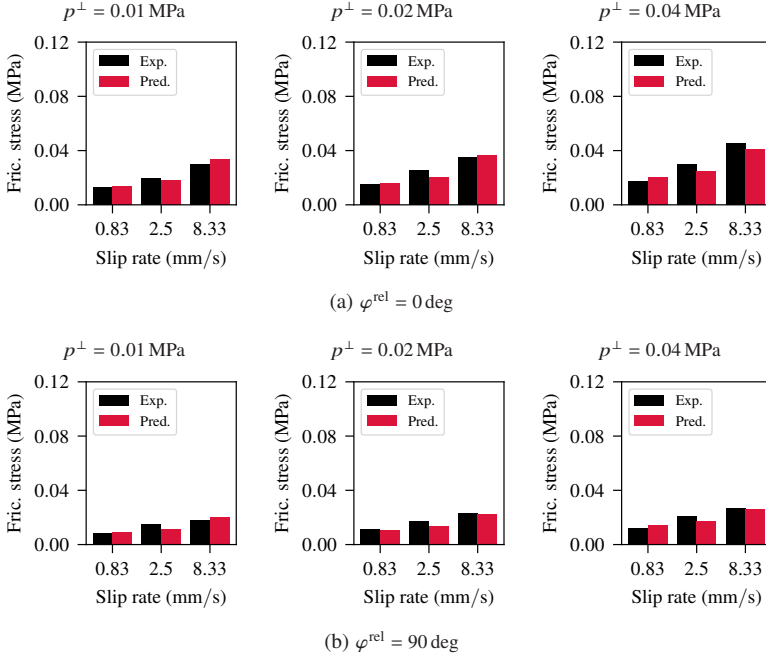 p⊥ = 0.01 MPa
p⊥ = 0.02 MPa
p⊥ = 0.04 MPa
Fric. stress (MPa)
0.12
0.08
0.04
0.00
Exp.
Pred.
0.83 2.5 8.33
Slip rate (mm/s)
Fric. stress (MPa)
0.12
0.08
0.04
0.00
Exp.
Pred.
0.83 2.5 8.33
Slip rate (mm/s)
Fric. stress (MPa)
0.12
0.08
0.04
0.00
Exp.
Pred.
0.83 2.5 8.33
Slip rate (mm/s)
(a) φrel = 0 deg
p⊥ = 0.01 MPa
p⊥ = 0.02 MPa
p⊥ = 0.04 MPa
Fric. stress (MPa)
0.12
0.08
0.04
0.00
Exp.
Pred.
0.83 2.5 8.33
Slip rate (mm/s)
Fric. stress (MPa)
0.12
0.08
0.04
0.00
Exp.
Pred.
0.83 2.5 8.33
Slip rate (mm/s)
Fric. stress (MPa)
0.12
0.08
0.04
0.00
Exp.
Pred.
0.83 2.5 8.33
Slip rate (mm/s)
(b) φrel = 90 deg